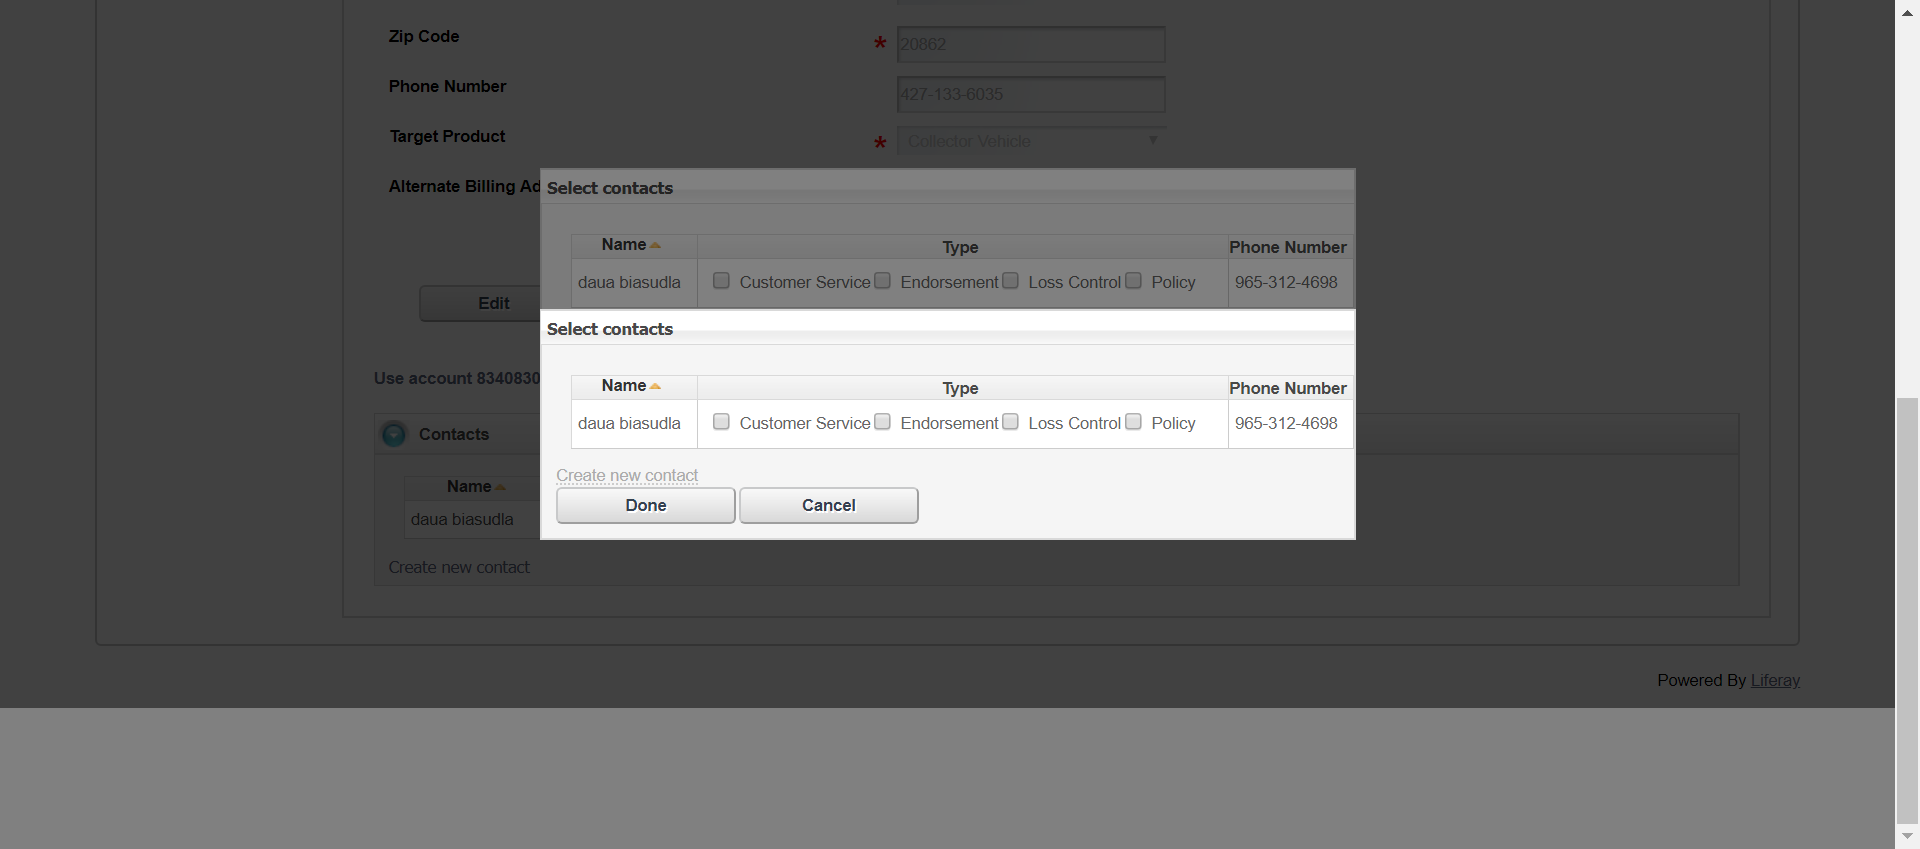 Zip Code * 20862
Phone Number 427-133-6035
Target Product * Collector Vehicle
Alternate Billing Ad
Select contacts
Name Type Phone Number
daua biasudla Customer Service Endorsement Loss Control Policy 965-312-4698
Edit
Select contacts
Name Type Phone Number
daua biasudla Customer Service Endorsement Loss Control Policy 965-312-4698
Create new contact
Done Cancel
Use account 8340830
Contacts
Name
daua biasudla
Create new contact
Powered By Liferay